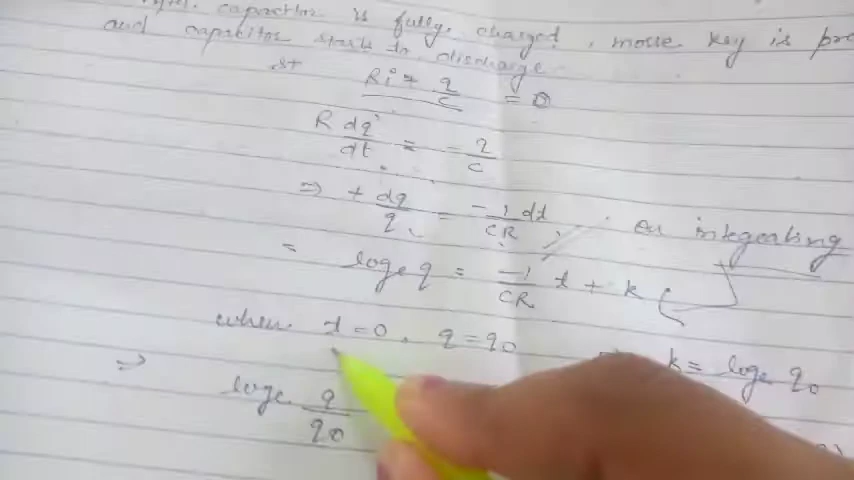 capacitor is fully charged, morse key is pre
and capacitor starts to discharge
Ri + q/c = 0
R dq/dt = - q/c
⇒ + dq/q = -1/CR dt
on integrating
= loge q = -1/CR t + k
when t = 0, q = q0 k = loge q0
⇒ loge q/q0